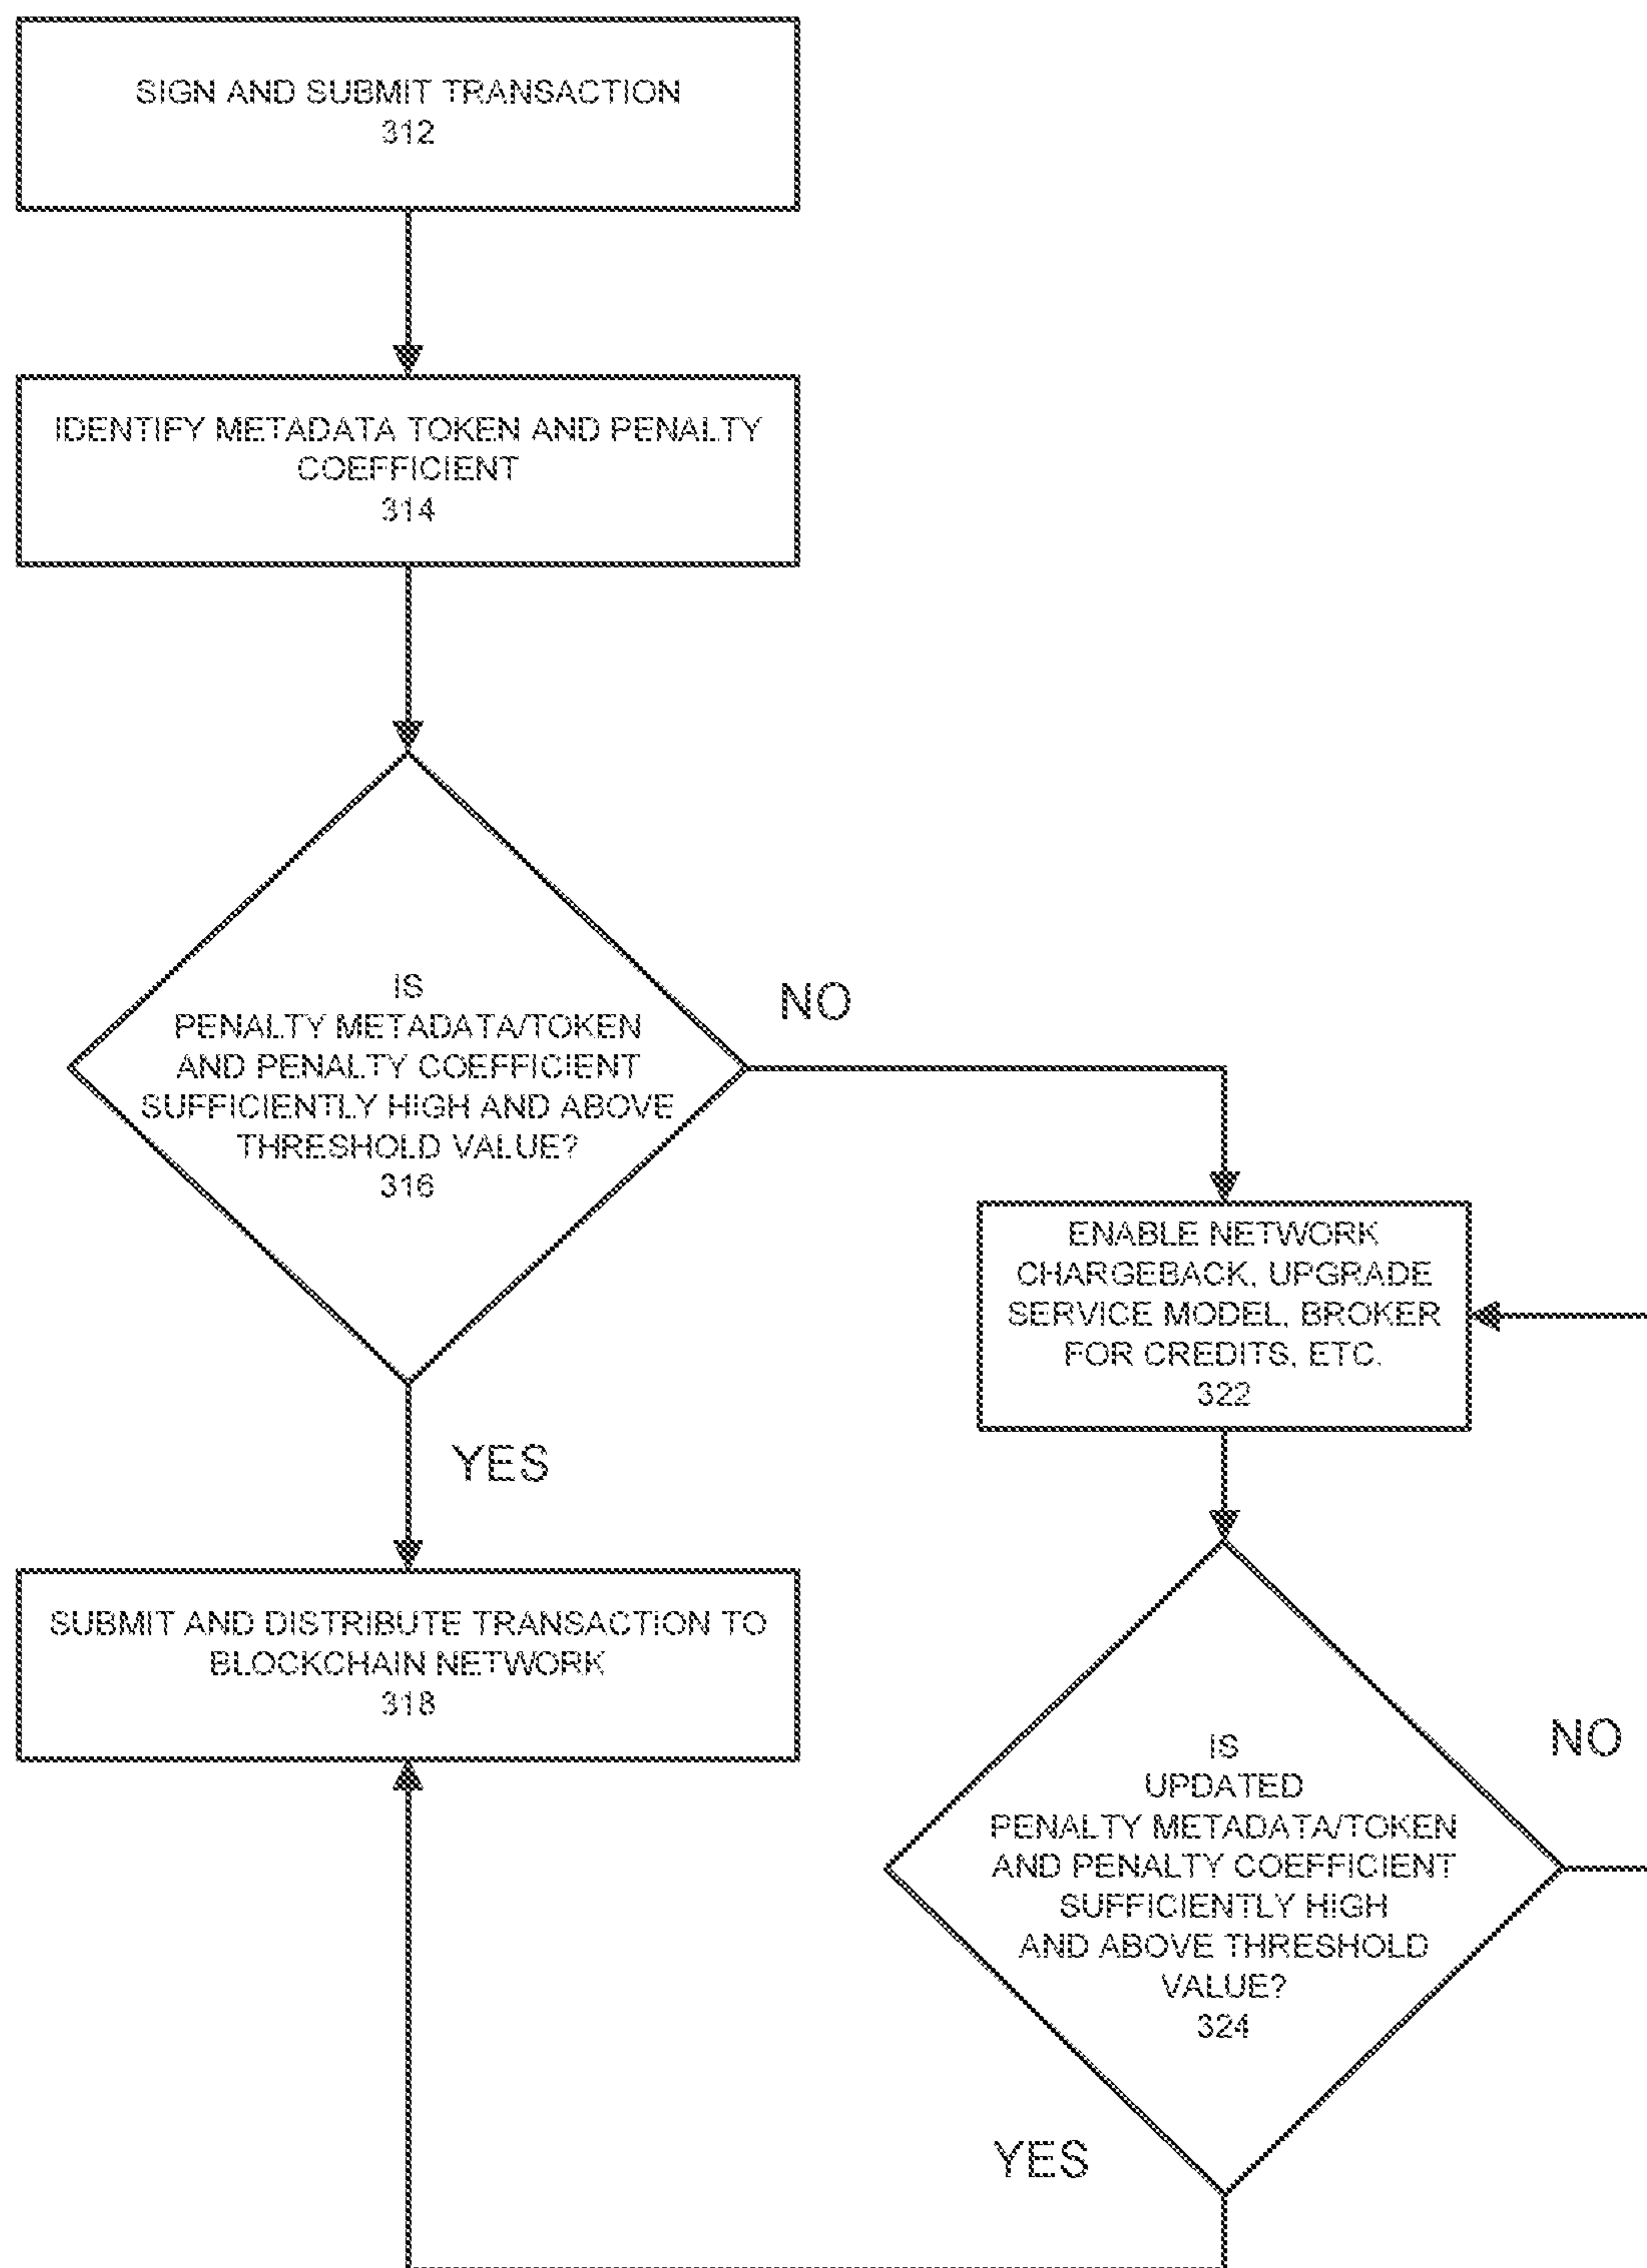 SIGN AND SUBMIT TRANSACTION
312
IDENTIFY METADATA TOKEN AND PENALTY
COEFFICIENT
314
IS
PENALTY METADATA/TOKEN
AND PENALTY COEFFICIENT
SUFFICIENTLY HIGH AND ABOVE
THRESHOLD VALUE?
316
NO
YES
ENABLE NETWORK
CHARGEBACK, UPGRADE
SERVICE MODEL, BROKER
FOR CREDITS, ETC.
322
SUBMIT AND DISTRIBUTE TRANSACTION TO
BLOCKCHAIN NETWORK
318
IS
UPDATED
PENALTY METADATA/TOKEN
AND PENALTY COEFFICIENT
SUFFICIENTLY HIGH
AND ABOVE THRESHOLD
VALUE?
324
NO
YES